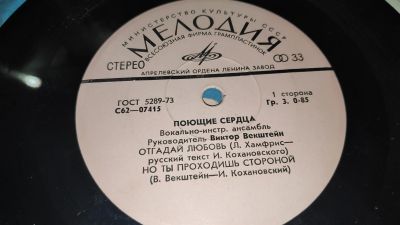 МИНИСТЕРСТВО КУЛЬТУРЫ СССР
МЕЛОДИЯ
ВСЕСОЮЗНАЯ ФИРМА ГРАМПЛАСТИНОК
СТЕРЕО 33
АПРЕЛЕВСКИЙ ОРДЕНА ЛЕНИНА ЗАВОД
ГОСТ 5289-73
С62—07415
1 сторона
Гр. 3. 0-85
ПОЮЩИЕ СЕРДЦА
Вокально-инстр. ансамбль
Руководитель Виктор Векштейн
ОТГАДАЙ ЛЮБОВЬ (Л. Хамфрис—
русский текст И. Кохановского)
НО ТЫ ПРОХОДИШЬ СТОРОНОЙ
(В. Векштейн—И. Кохановский)